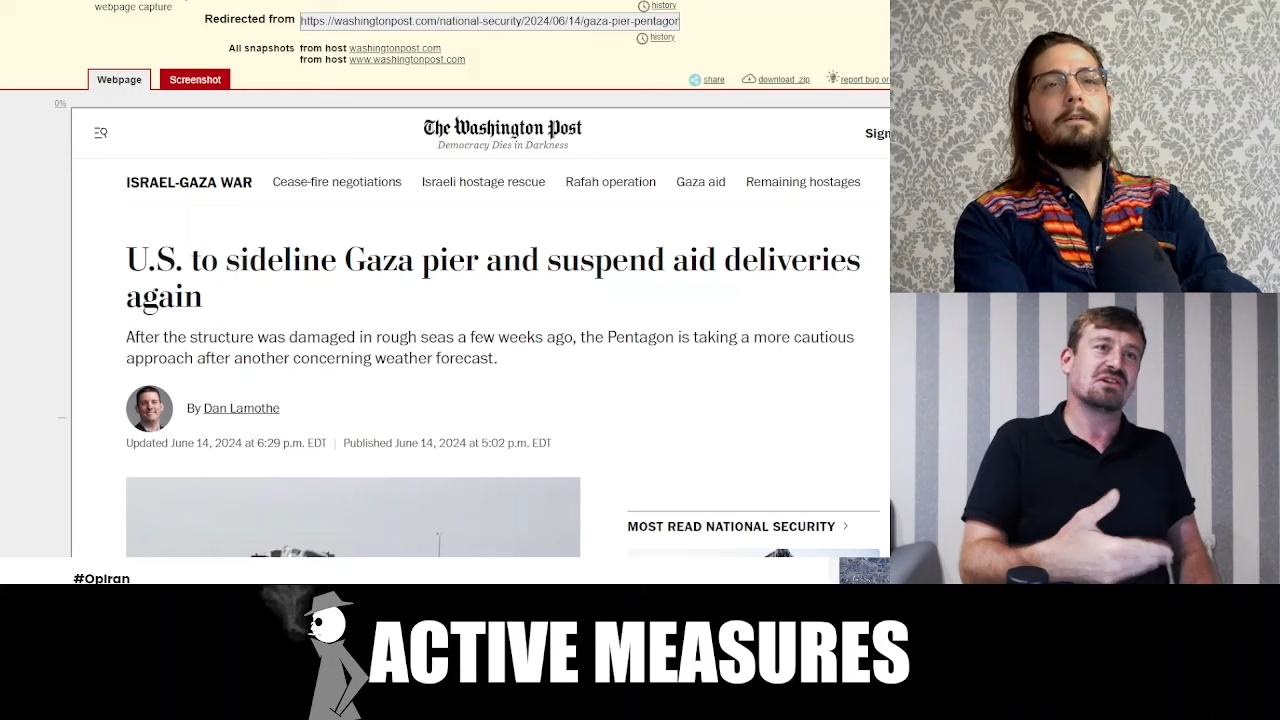 webpage capture
history
Redirected from https://washingtonpost.com/national-security/2024/06/14/gaza-pier-pentagon
history
All snapshots from host washingtonpost.com
from host www.washingtonpost.com
Webpage Screenshot share download .zip report bug or
0%
The Washington Post
Democracy Dies in Darkness
Sign
ISRAEL-GAZA WAR Cease-fire negotiations Israeli hostage rescue Rafah operation Gaza aid Remaining hostages
U.S. to sideline Gaza pier and suspend aid deliveries
again
After the structure was damaged in rough seas a few weeks ago, the Pentagon is taking a more cautious
approach after another concerning weather forecast.
By Dan Lamothe
Updated June 14, 2024 at 6:29 p.m. EDT | Published June 14, 2024 at 5:02 p.m. EDT
MOST READ NATIONAL SECURITY
#OpIran
ACTIVE MEASURES